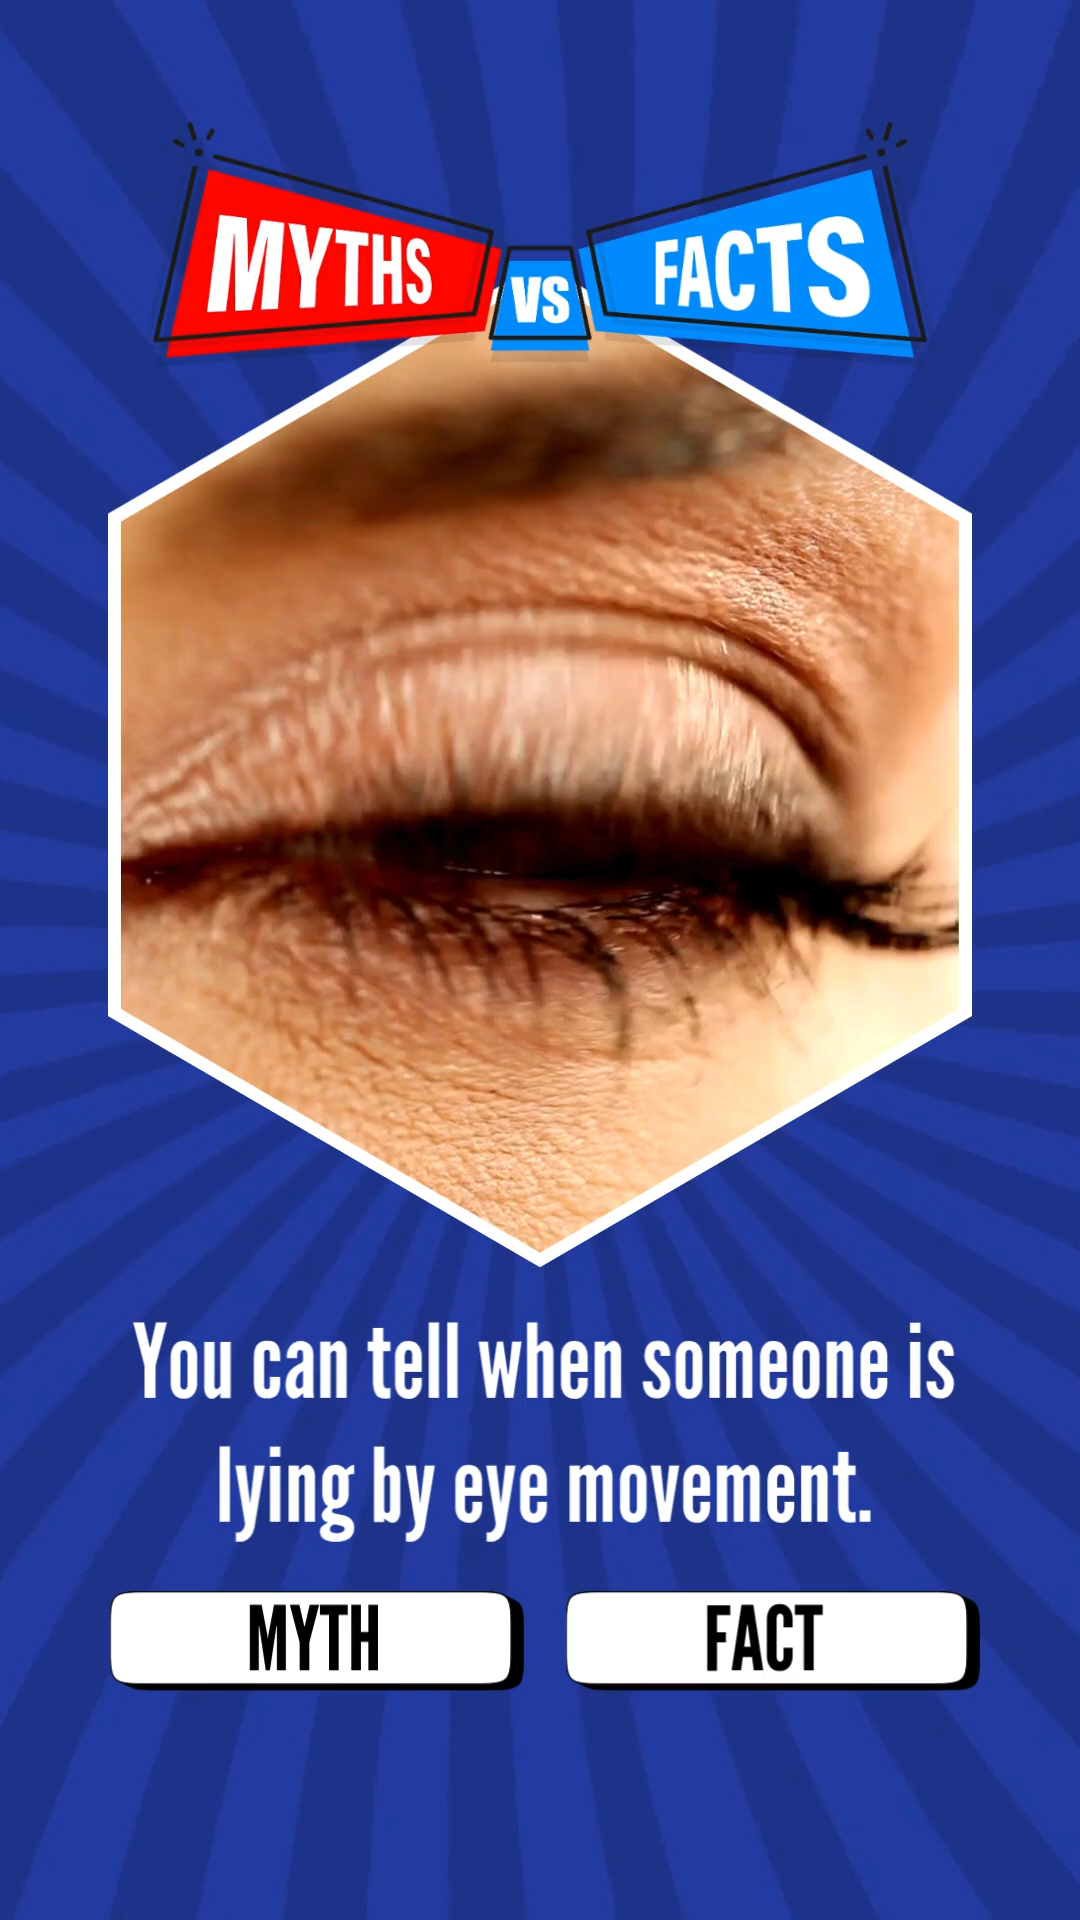 MYTHS VS FACTS
You can tell when someone is
lying by eye movement.
MYTH
FACT